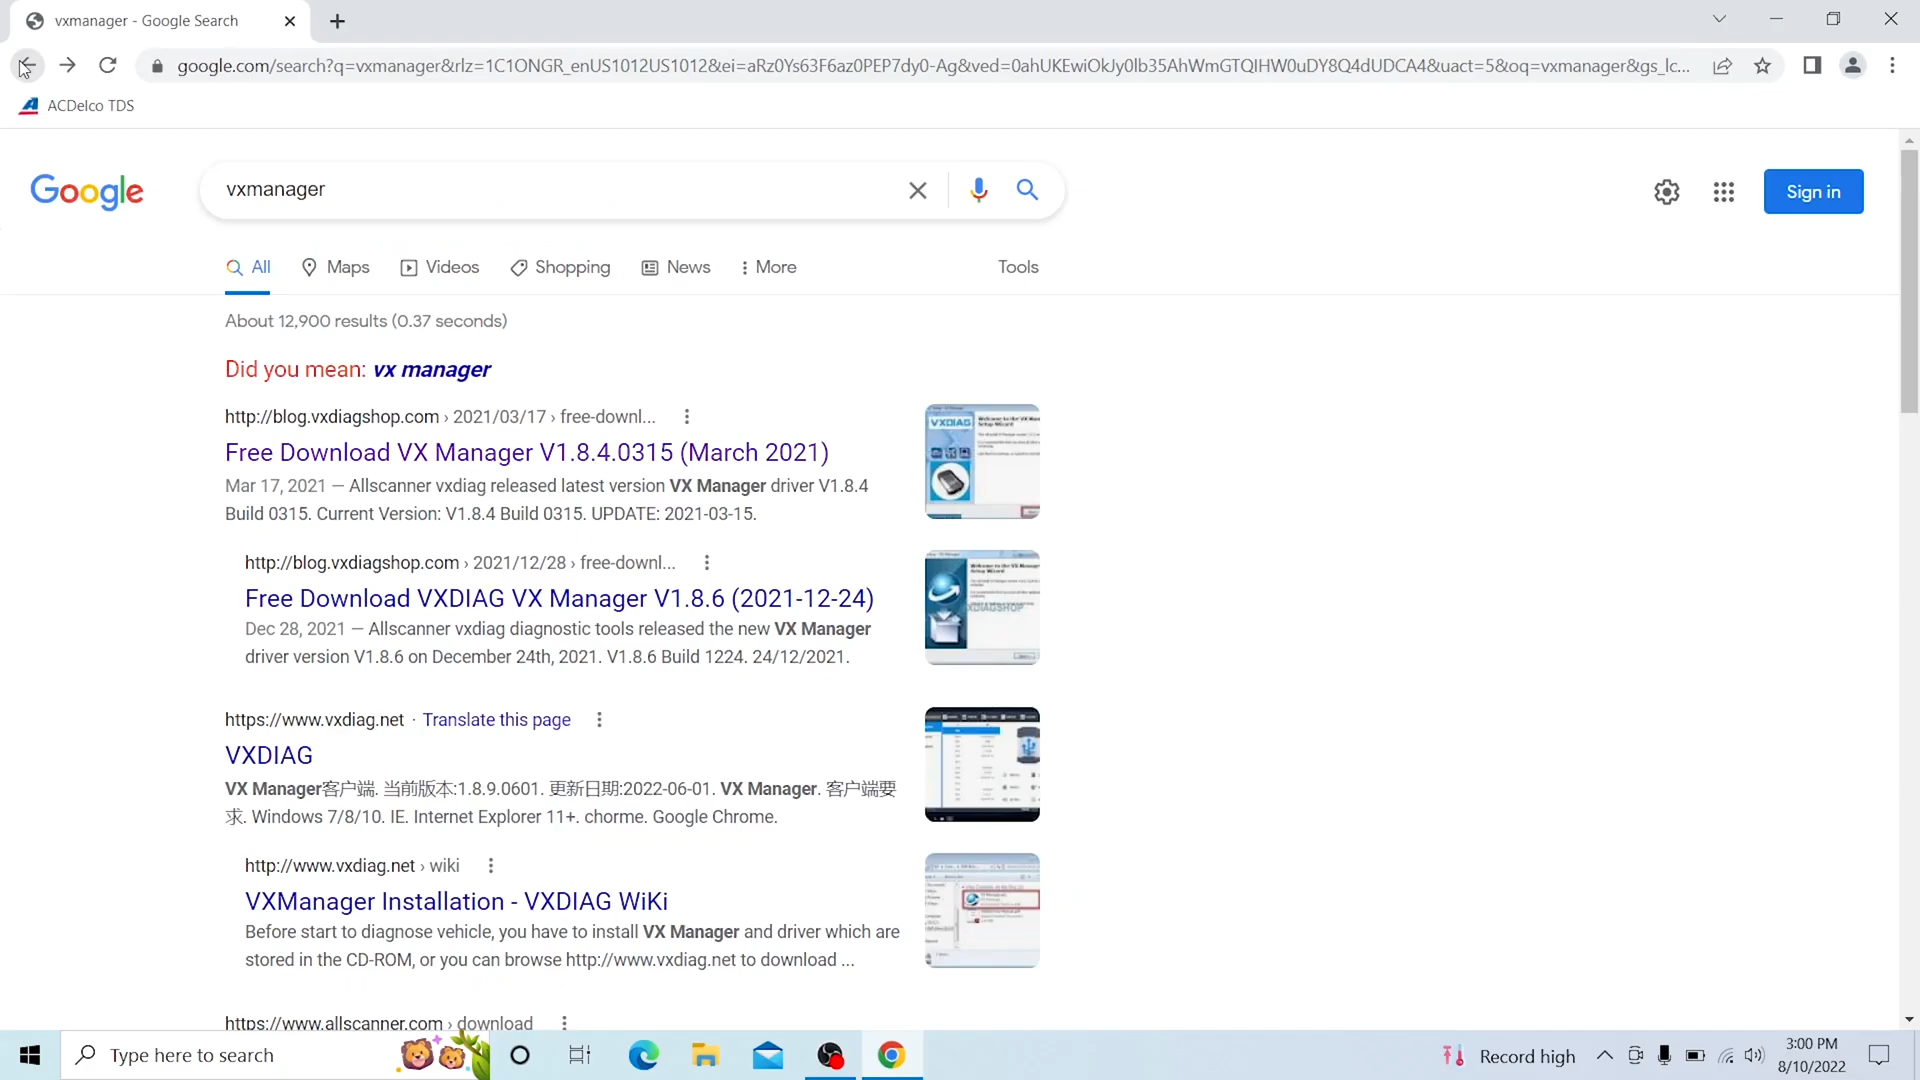 vxmanager - Google Search
google.com/search?q=vxmanager&rlz=1C1ONGR_enUS1012US1012&ei=aRz0Ys63F6az0PEP7dy0-Ag&ved=0ahUKEwiOkJy0lb35AhWmGTQIHW0uDY8Q4dUDCA4&uact=5&oq=vxmanager&gs_lc...
ACDelco TDS
Google
vxmanager
Sign in
All
Maps
Videos
Shopping
News
More
Tools
About 12,900 results (0.37 seconds)
Did you mean: vx manager
http://blog.vxdiagshop.com › 2021/03/17 › free-downl...
Free Download VX Manager V1.8.4.0315 (March 2021)
Mar 17, 2021 — Allscanner vxdiag released latest version VX Manager driver V1.8.4
Build 0315. Current Version: V1.8.4 Build 0315. UPDATE: 2021-03-15.
VXDIAG
http://blog.vxdiagshop.com › 2021/12/28 › free-downl...
Free Download VXDIAG VX Manager V1.8.6 (2021-12-24)
Dec 28, 2021 — Allscanner vxdiag diagnostic tools released the new VX Manager
driver version V1.8.6 on December 24th, 2021. V1.8.6 Build 1224. 24/12/2021.
https://www.vxdiag.net · Translate this page
VXDIAG
VX Manager客户端. 当前版本:1.8.9.0601. 更新日期:2022-06-01. VX Manager. 客户端要
求. Windows 7/8/10. IE. Internet Explorer 11+. chorme. Google Chrome.
http://www.vxdiag.net › wiki
VXManager Installation - VXDIAG WiKi
Before start to diagnose vehicle, you have to install VX Manager and driver which are
stored in the CD-ROM, or you can browse http://www.vxdiag.net to download ...
https://www.allscanner.com › download
Type here to search
Record high
3:00 PM
8/10/2022